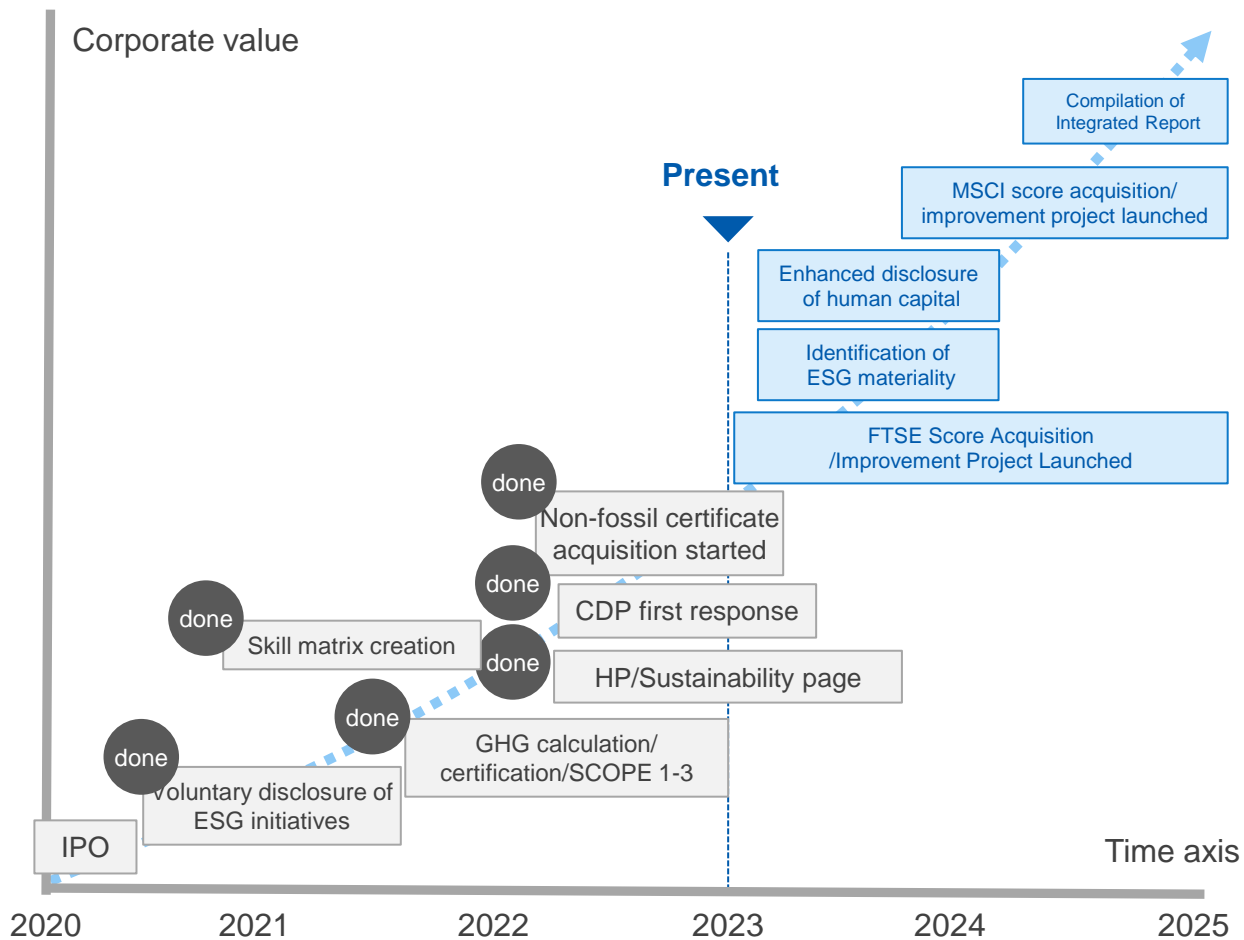 Corporate value
Compilation of
Integrated Report
Present
MSCI score acquisition/
improvement project launched
Enhanced disclosure
of human capital
Identification of
ESG materiality
FTSE Score Acquisition
/Improvement Project Launched
done
Non-fossil certificate
acquisition started
done
CDP first response
done
Skill matrix creation
done
HP/Sustainability page
done
GHG calculation/
certification/SCOPE 1-3
done
Voluntary disclosure of
ESG initiatives
IPO
Time axis
2020
2021
2022
2023
2024
2025